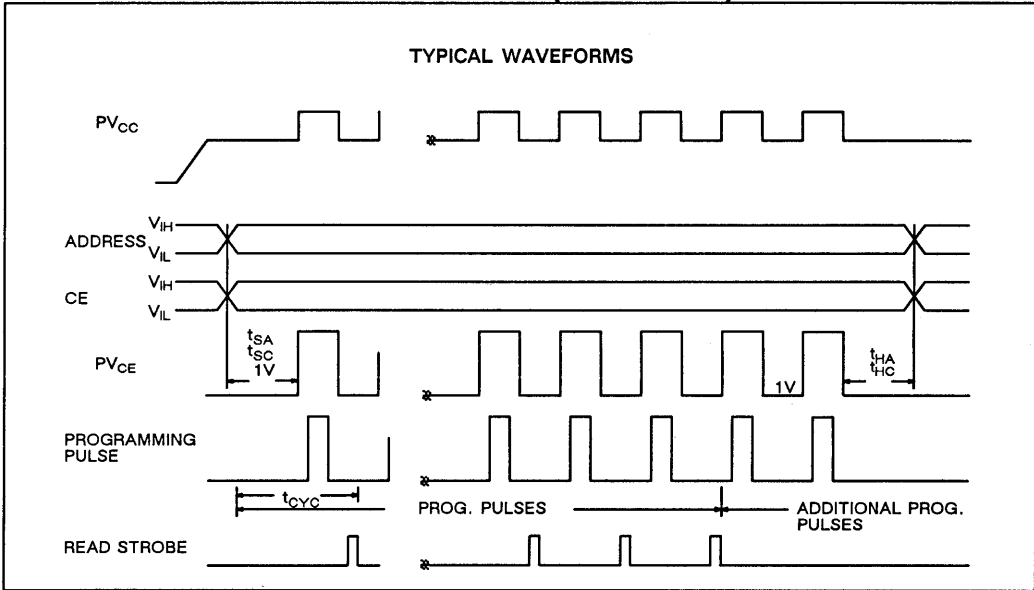 TYPICAL WAVEFORMS
PVCC
ADDRESS
VIH
VIL
CE
VIH
VIL
PVCE
tSA
tSC
1V
1V
tHA
tHC
PROGRAMMING
PULSE
tCYC
PROG. PULSES
ADDITIONAL PROG.
PULSES
READ STROBE